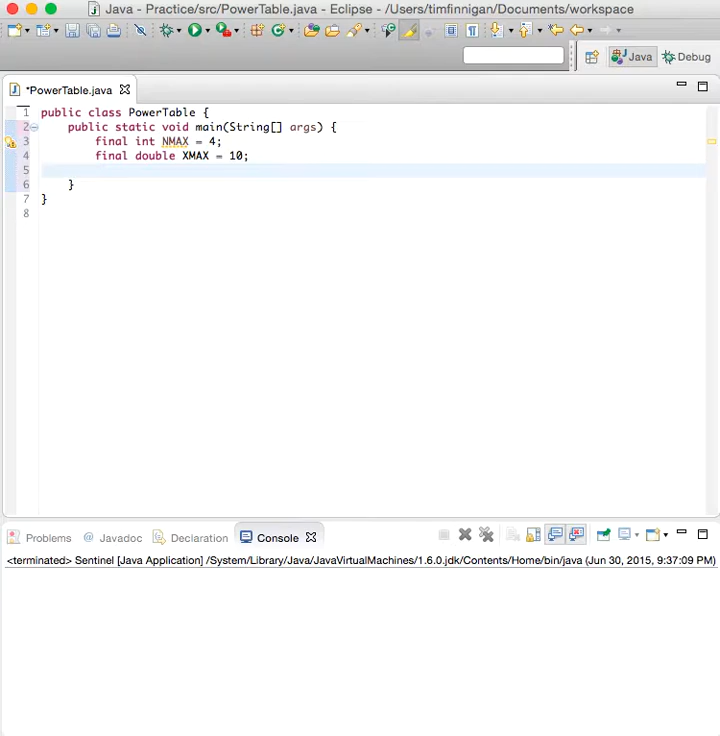 Java - Practice/src/PowerTable.java - Eclipse - /Users/timfinnigan/Documents/workspace
Java
Debug
*PowerTable.java
1 public class PowerTable {
2 public static void main(String[] args) {
3 final int NMAX = 4;
4 final double XMAX = 10;
5
6 }
7 }
8
Problems @ Javadoc Declaration Console
<terminated> Sentinel [Java Application] /System/Library/Java/JavaVirtualMachines/1.6.0.jdk/Contents/Home/bin/java (Jun 30, 2015, 9:37:09 PM)